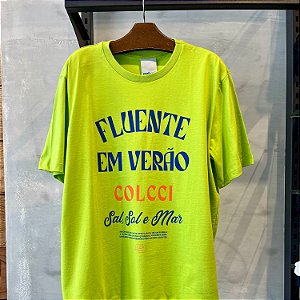 FLUENTE
EM VERÃO
COLCCI
Sal, Sol e Mar